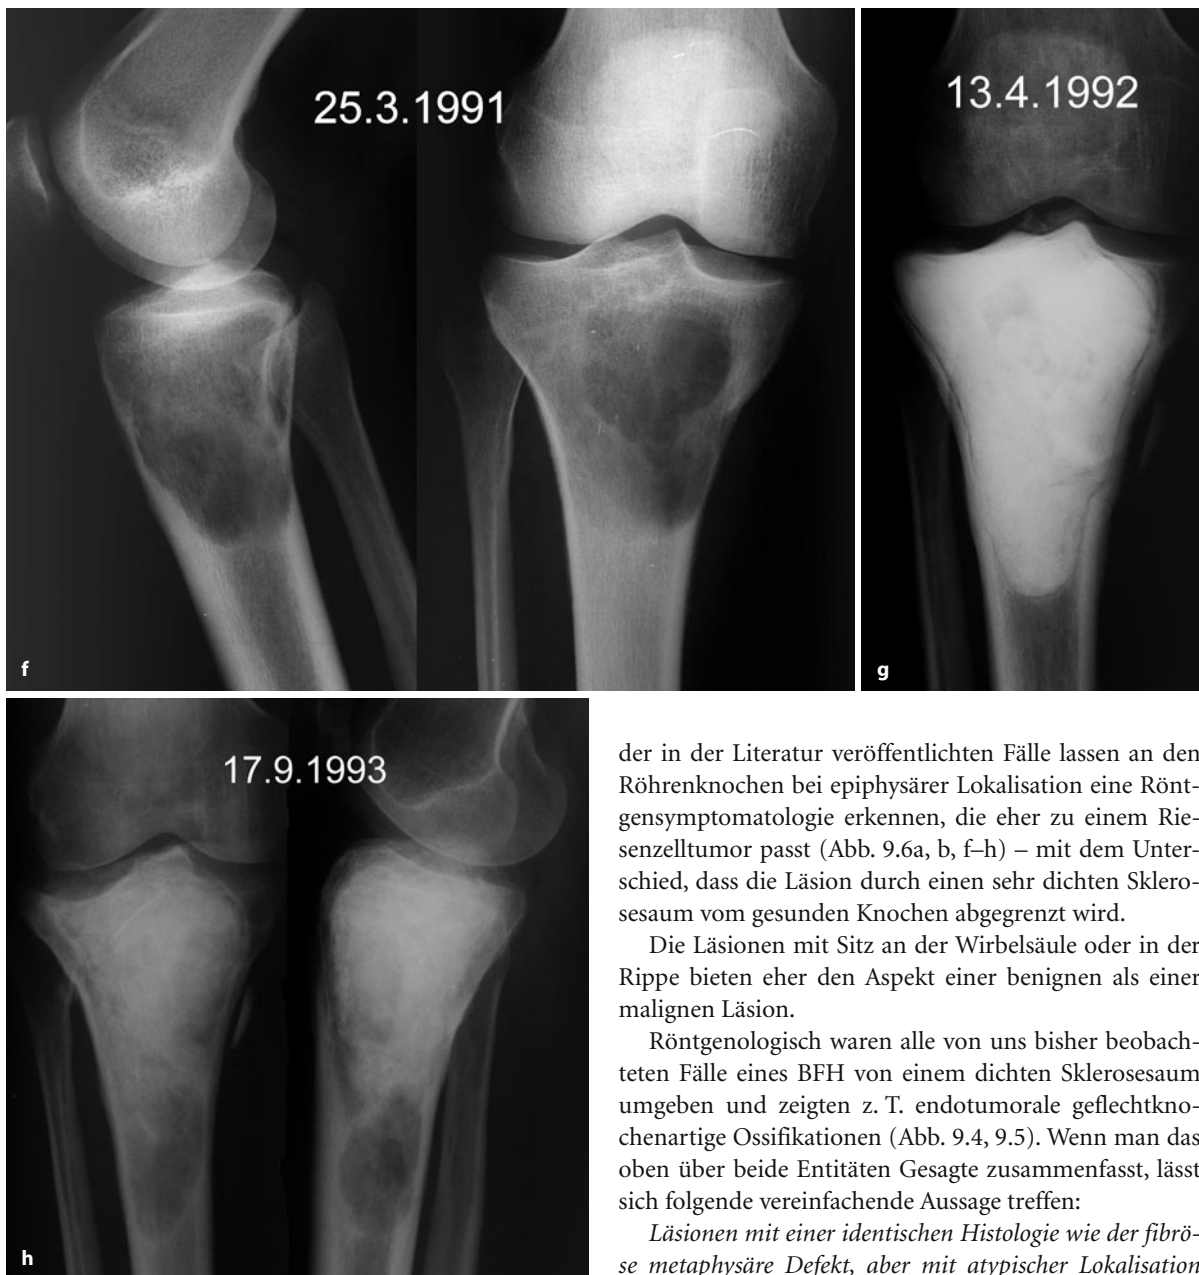 25.3.1991
13.4.1992
f
g
17.9.1993
h
der in der Literatur veröffentlichten Fälle lassen an den
Röhrenknochen bei epiphysärer Lokalisation eine Rönt-
gensymptomatologie erkennen, die eher zu einem Rie-
senzelltumor passt (Abb. 9.6a, b, f–h) – mit dem Unter-
schied, dass die Läsion durch einen sehr dichten Sklero-
sesaum vom gesunden Knochen abgegrenzt wird.
Die Läsionen mit Sitz an der Wirbelsäule oder in der
Rippe bieten eher den Aspekt einer benignen als einer
malignen Läsion.
Röntgenologisch waren alle von uns bisher beobach-
teten Fälle eines BFH von einem dichten Sklerosesaum
umgeben und zeigten z. T. endotumorale geflechtkno-
chenartige Ossifikationen (Abb. 9.4, 9.5). Wenn man das
oben über beide Entitäten Gesagte zusammenfasst, lässt
sich folgende vereinfachende Aussage treffen:
Läsionen mit einer identischen Histologie wie der fibrö-
se metaphysäre Defekt, aber mit atypischer Lokalisation